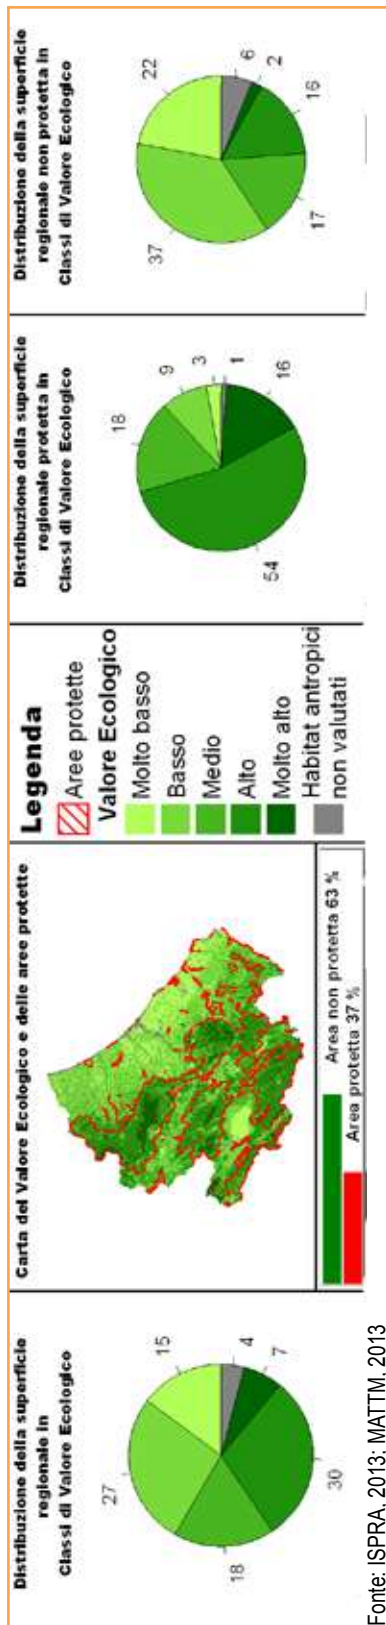 Distribuzione della superficie
regionale in
Classi di Valore Ecologico
15
27
18
30
7
4
Carta del Valore Ecologico e delle aree protette
Area non protetta 63 %
Area protetta 37 %
Legenda
Aree protette
Valore Ecologico
Molto basso
Basso
Medio
Alto
Molto alto
Habitat antropici
non valutati
Distribuzione della superficie
regionale protetta in
Classi di Valore Ecologico
3
9
18
54
16
1
Distribuzione della superficie
regionale non protetta in
Classi di Valore Ecologico
22
37
17
16
2
6
Fonte: ISPRA, 2013; MATTM, 2013